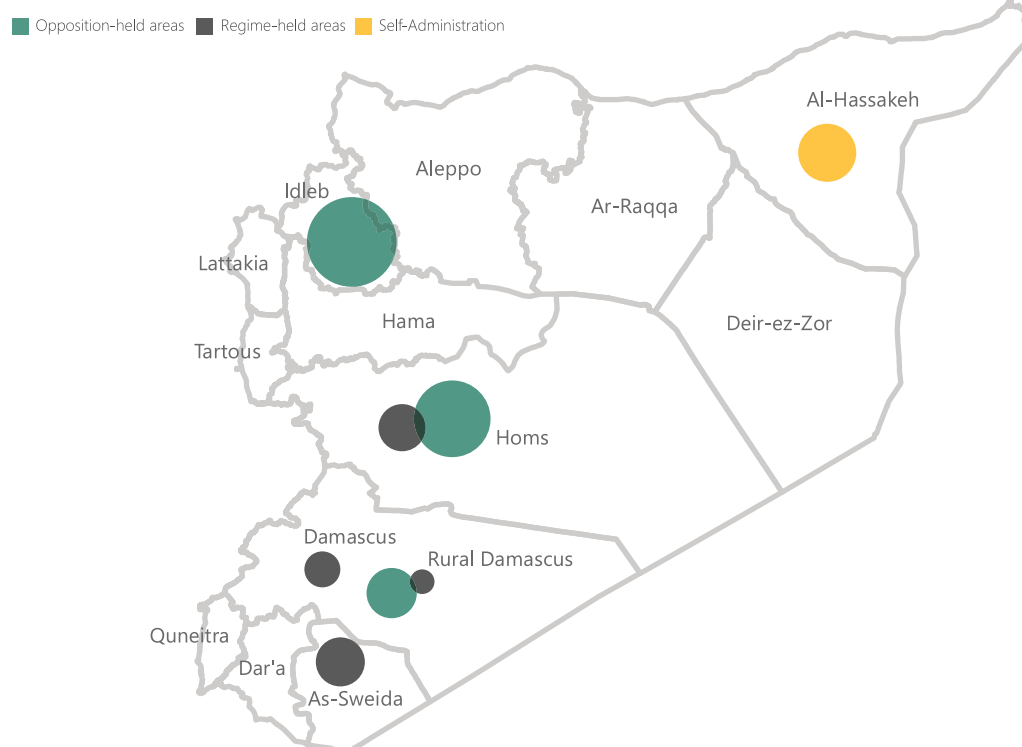 Opposition-held areas Regime-held areas Self-Administration
Al-Hassakeh
Aleppo
Idleb
Ar-Raqqa
Lattakia
Hama
Deir-ez-Zor
Tartous
Homs
Damascus
Rural Damascus
Quneitra
Dar'a
As-Sweida